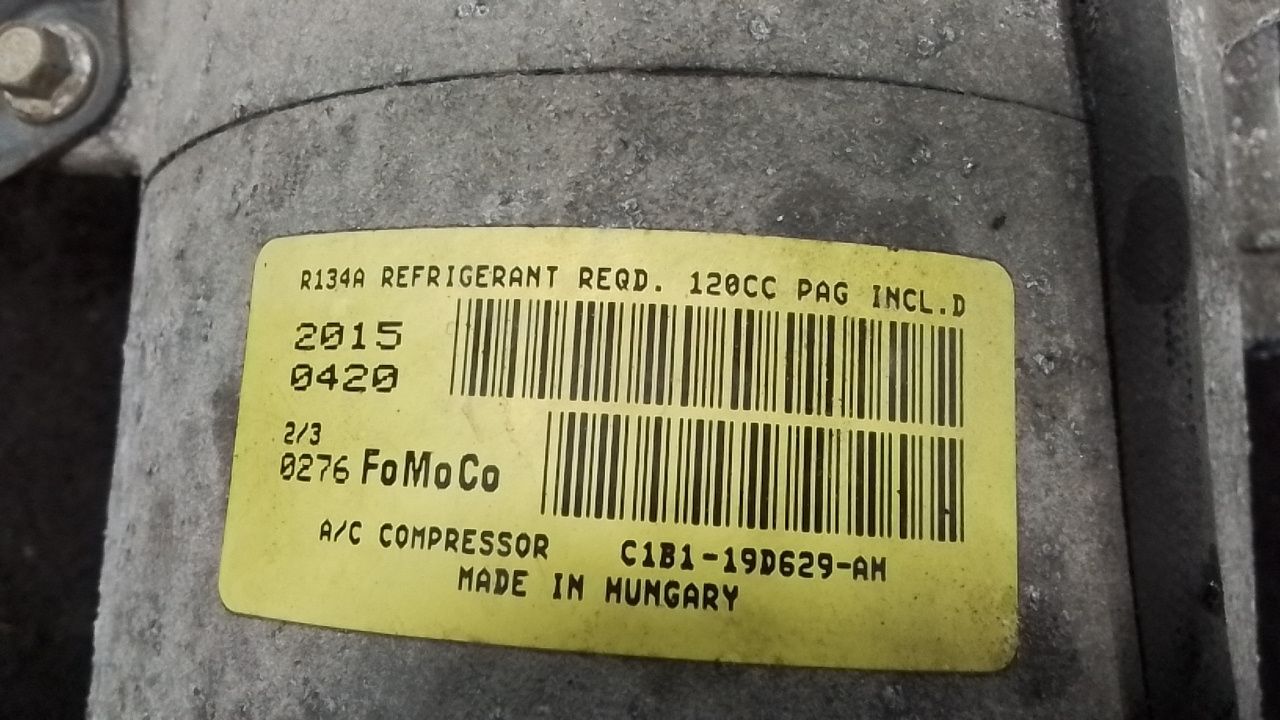 R134A REFRIGERANT REQD. 120CC PAG INCL.D
2015
0420
2/3
0276 FoMoCo
A/C COMPRESSOR C1B1-19D629-AH
MADE IN HUNGARY